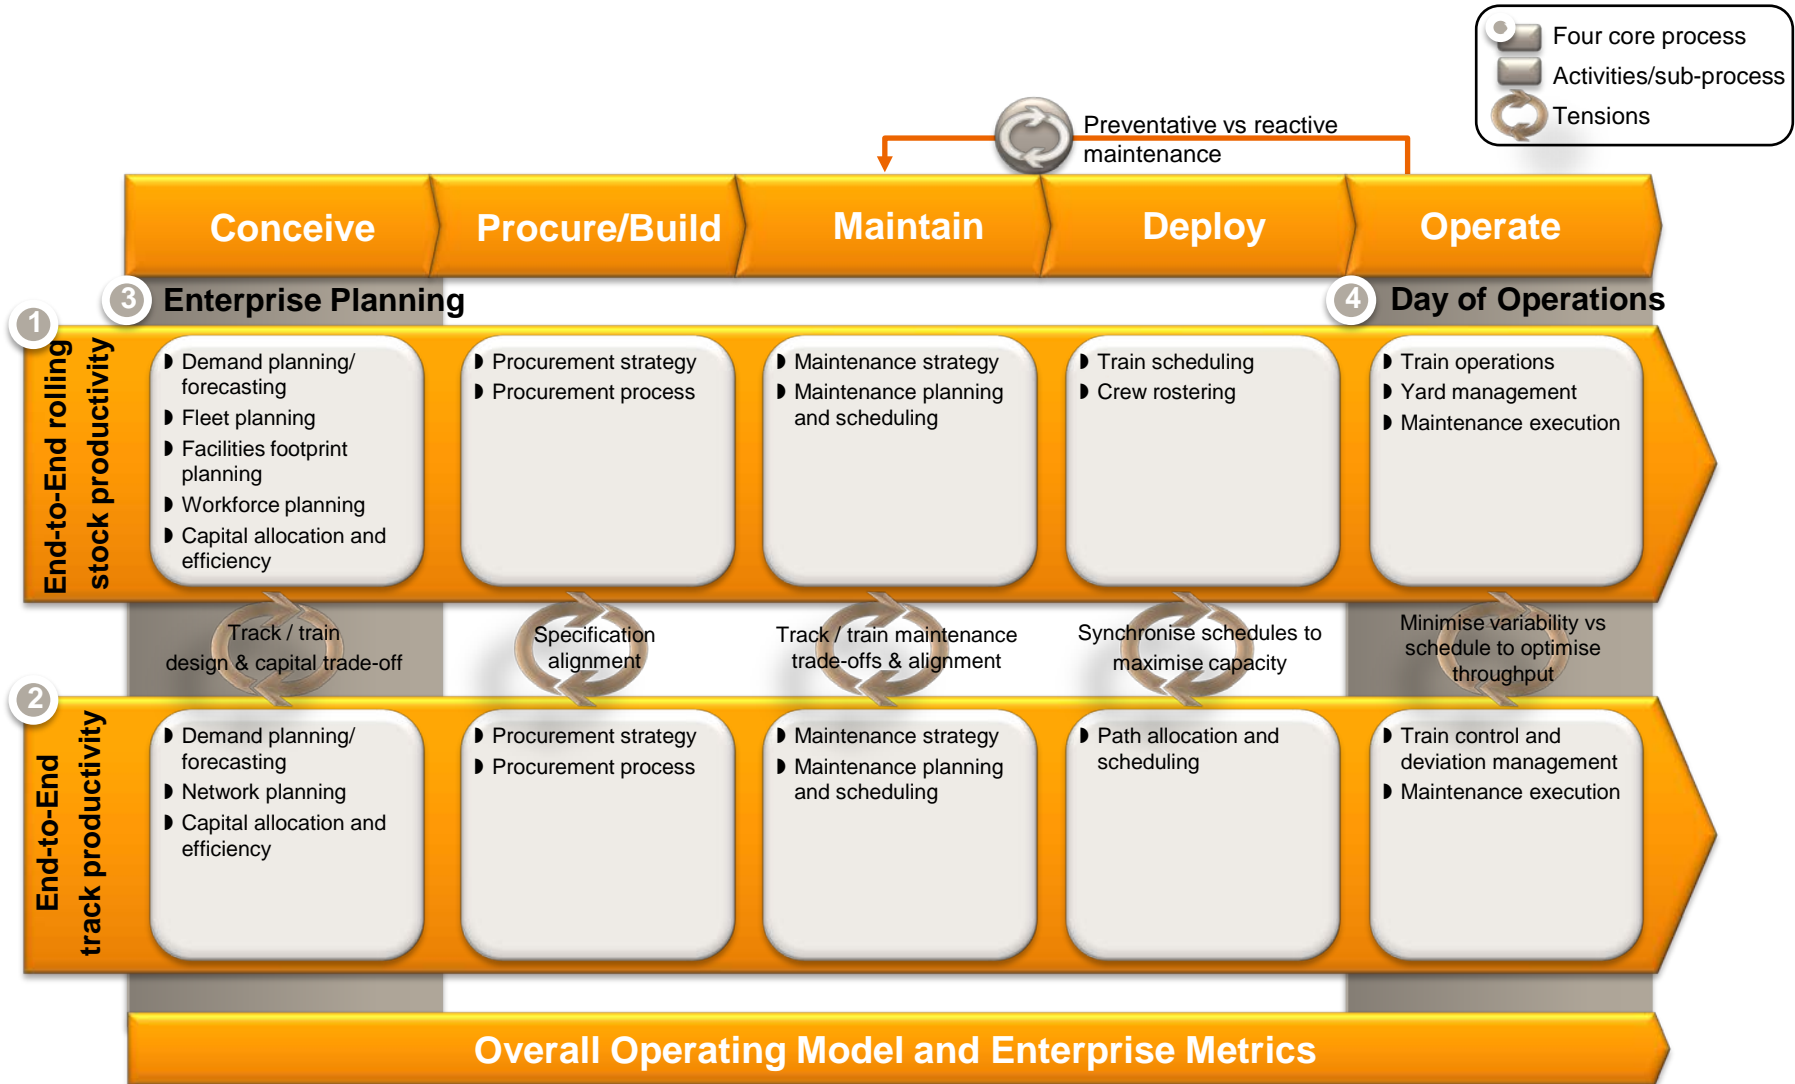 Four core process
Activities/sub-process
Tensions
Preventative vs reactive
maintenance
Conceive
Procure/Build
Maintain
Deploy
Operate
3
Enterprise Planning
4
Day of Operations
1
End-to-End rolling
stock productivity
Demand planning/
forecasting
Fleet planning
Facilities footprint
planning
Workforce planning
Capital allocation and
efficiency
Procurement strategy
Procurement process
Maintenance strategy
Maintenance planning
and scheduling
Train scheduling
Crew rostering
Train operations
Yard management
Maintenance execution
Track / train
design & capital trade-off
Specification
alignment
Track / train maintenance
trade-offs & alignment
Synchronise schedules to
maximise capacity
Minimise variability vs
schedule to optimise
throughput
2
End-to-End
track productivity
Demand planning/
forecasting
Network planning
Capital allocation and
efficiency
Procurement strategy
Procurement process
Maintenance strategy
Maintenance planning
and scheduling
Path allocation and
scheduling
Train control and
deviation management
Maintenance execution
Overall Operating Model and Enterprise Metrics